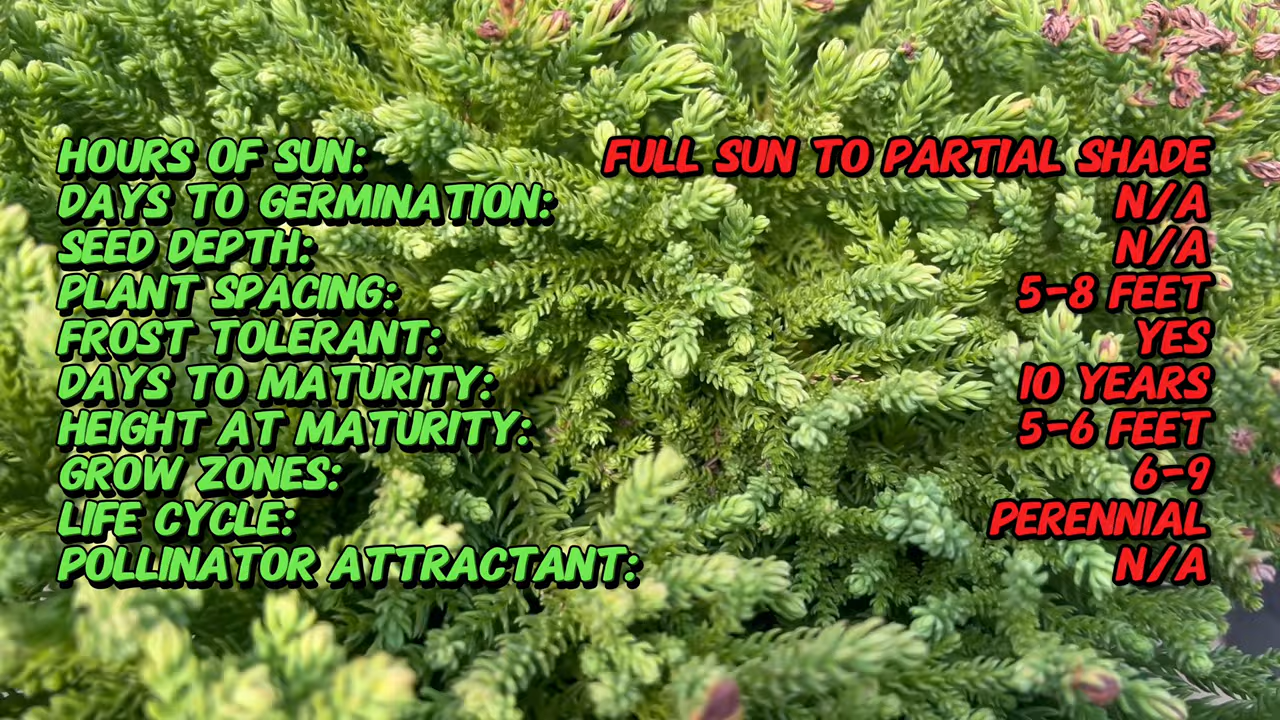 HOURS OF SUN: FULL SUN TO PARTIAL SHADE
DAYS TO GERMINATION: N/A
SEED DEPTH: N/A
PLANT SPACING: 5-8 FEET
FROST TOLERANT: YES
DAYS TO MATURITY: 10 YEARS
HEIGHT AT MATURITY: 5-6 FEET
GROW ZONES: 6-9
LIFE CYCLE: PERENNIAL
POLLINATOR ATTRACTANT: N/A